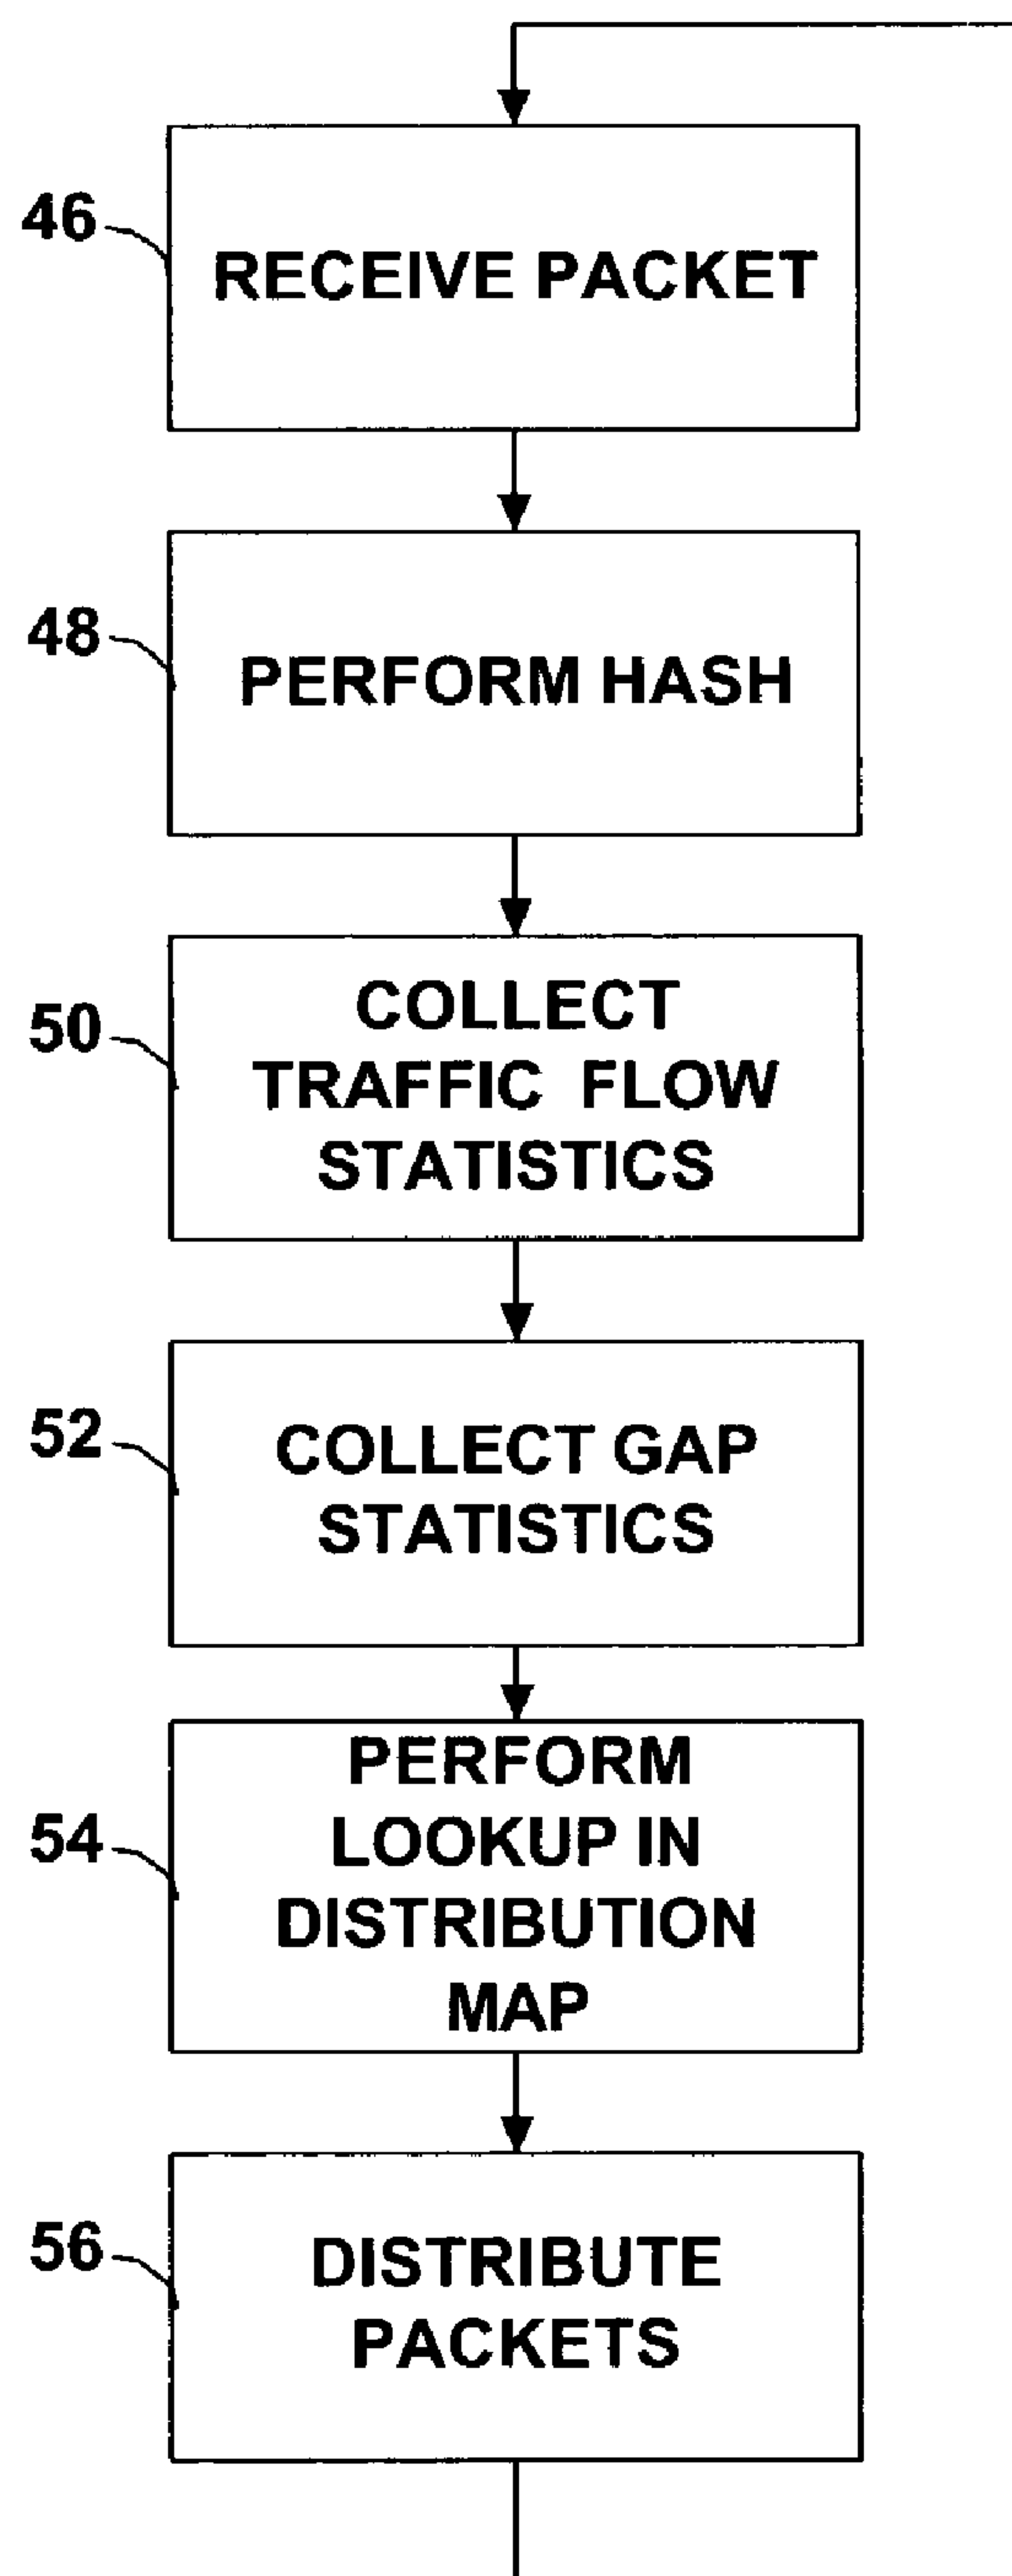 46
RECEIVE PACKET
48
PERFORM HASH
50
COLLECT
TRAFFIC FLOW
STATISTICS
52
COLLECT GAP
STATISTICS
54
PERFORM
LOOKUP IN
DISTRIBUTION
MAP
56
DISTRIBUTE
PACKETS